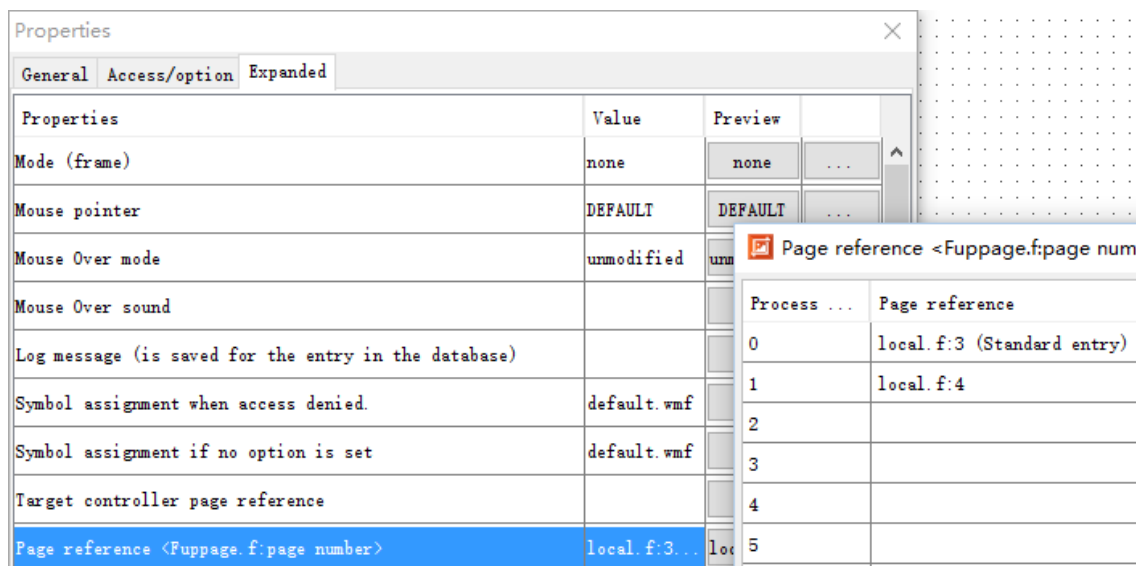 Properties
General Access/option Expanded
Properties Value Preview
Mode (frame) none none ...
Mouse pointer DEFAULT DEFAULT ...
Mouse Over mode unmodified
Mouse Over sound
Log message (is saved for the entry in the database)
Symbol assignment when access denied. default.wmf
Symbol assignment if no option is set default.wmf
Target controller page reference
Page reference <Fuppage.f:page number> local.f:3...
Page reference <Fuppage.f:page num
Process ... Page reference
0 local.f:3 (Standard entry)
1 local.f:4
2
3
4
5